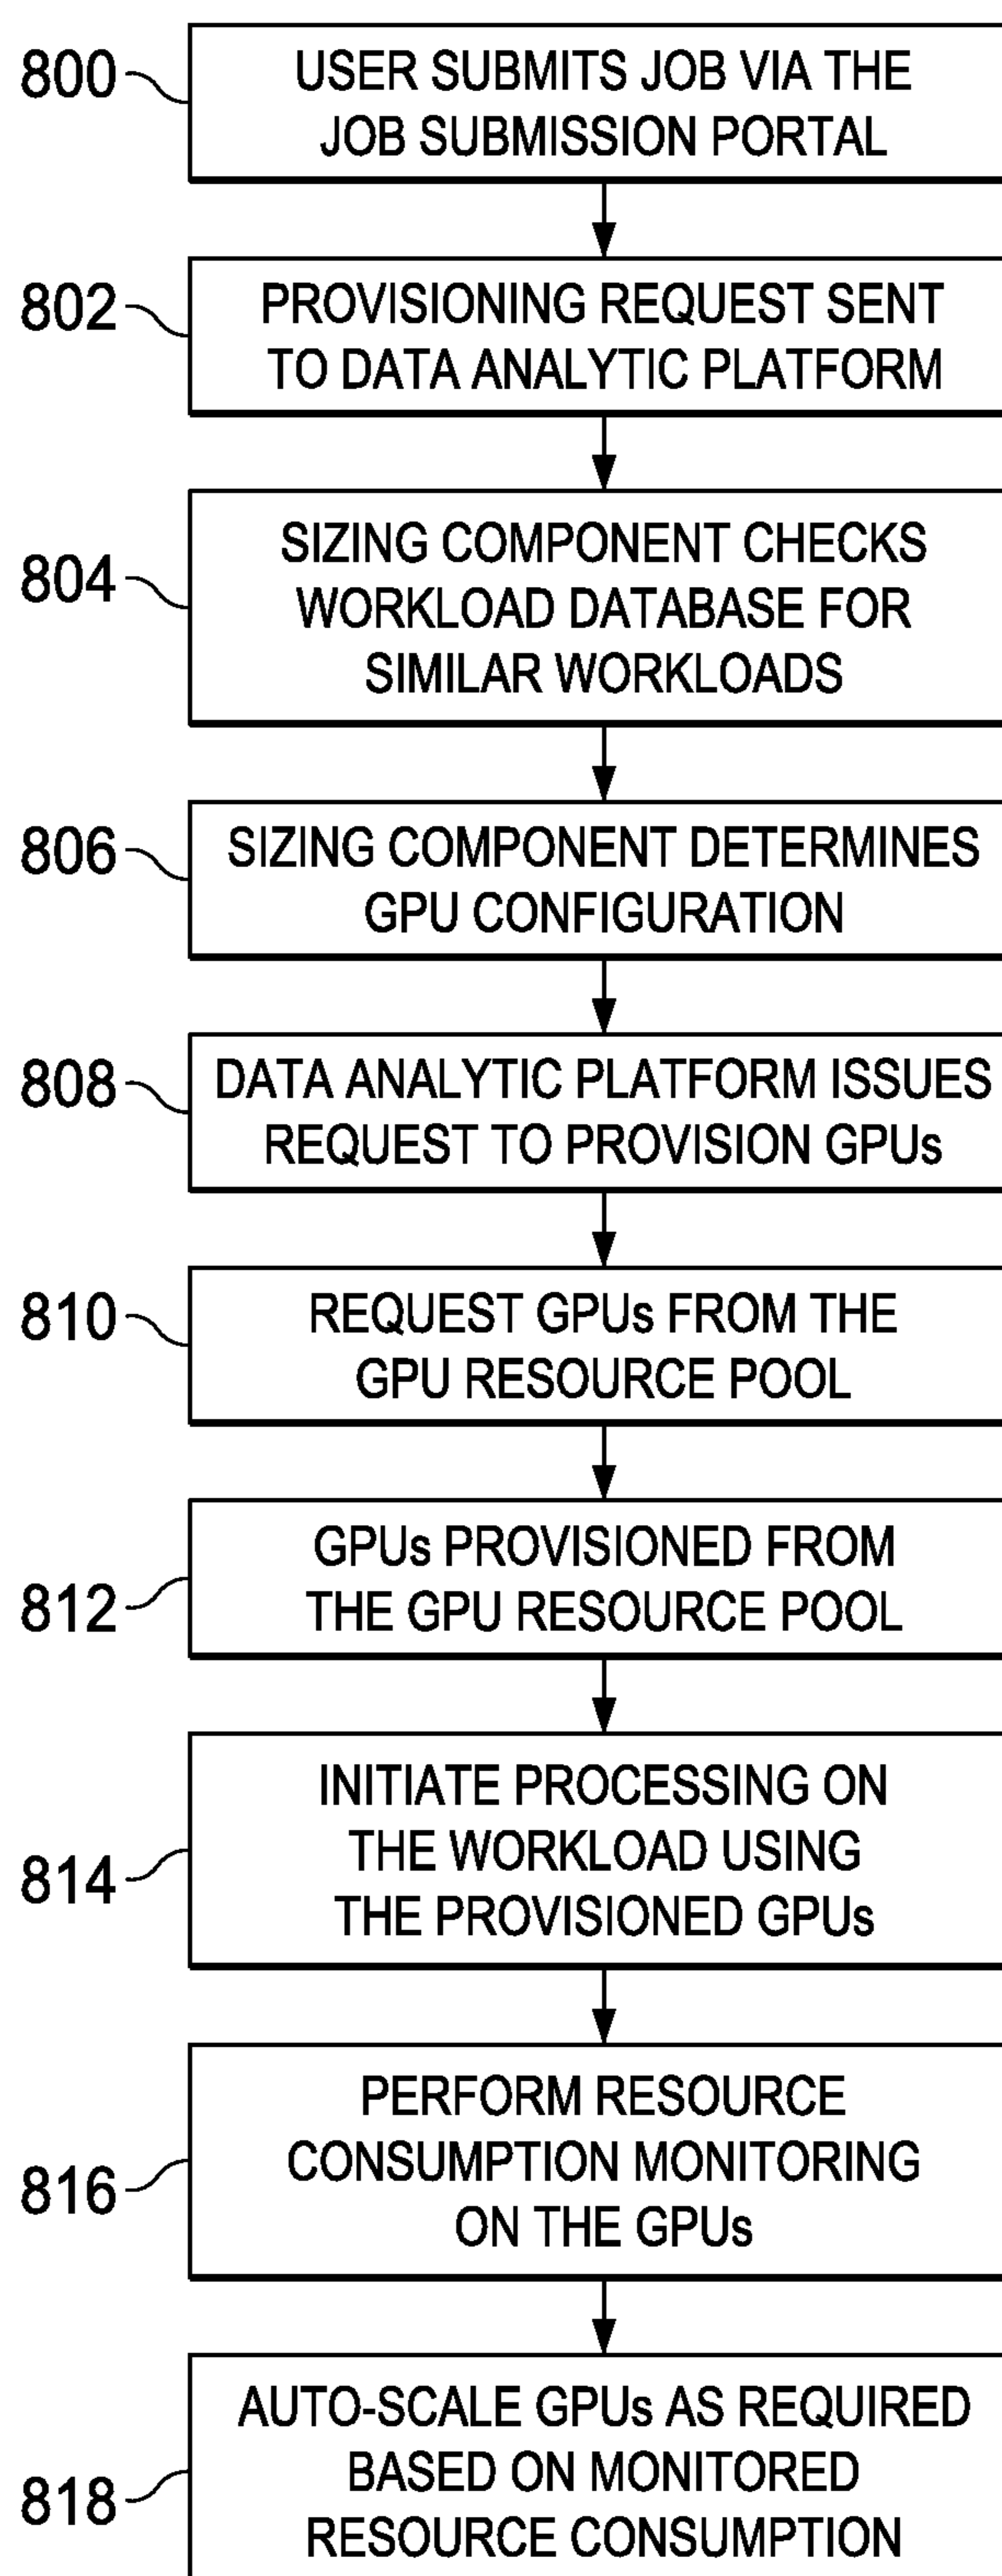 800
USER SUBMITS JOB VIA THE
JOB SUBMISSION PORTAL
802
PROVISIONING REQUEST SENT
TO DATA ANALYTIC PLATFORM
804
SIZING COMPONENT CHECKS
WORKLOAD DATABASE FOR
SIMILAR WORKLOADS
806
SIZING COMPONENT DETERMINES
GPU CONFIGURATION
808
DATA ANALYTIC PLATFORM ISSUES
REQUEST TO PROVISION GPUs
810
REQUEST GPUs FROM THE
GPU RESOURCE POOL
812
GPUs PROVISIONED FROM
THE GPU RESOURCE POOL
814
INITIATE PROCESSING ON
THE WORKLOAD USING
THE PROVISIONED GPUs
816
PERFORM RESOURCE
CONSUMPTION MONITORING
ON THE GPUs
818
AUTO-SCALE GPUs AS REQUIRED
BASED ON MONITORED
RESOURCE CONSUMPTION